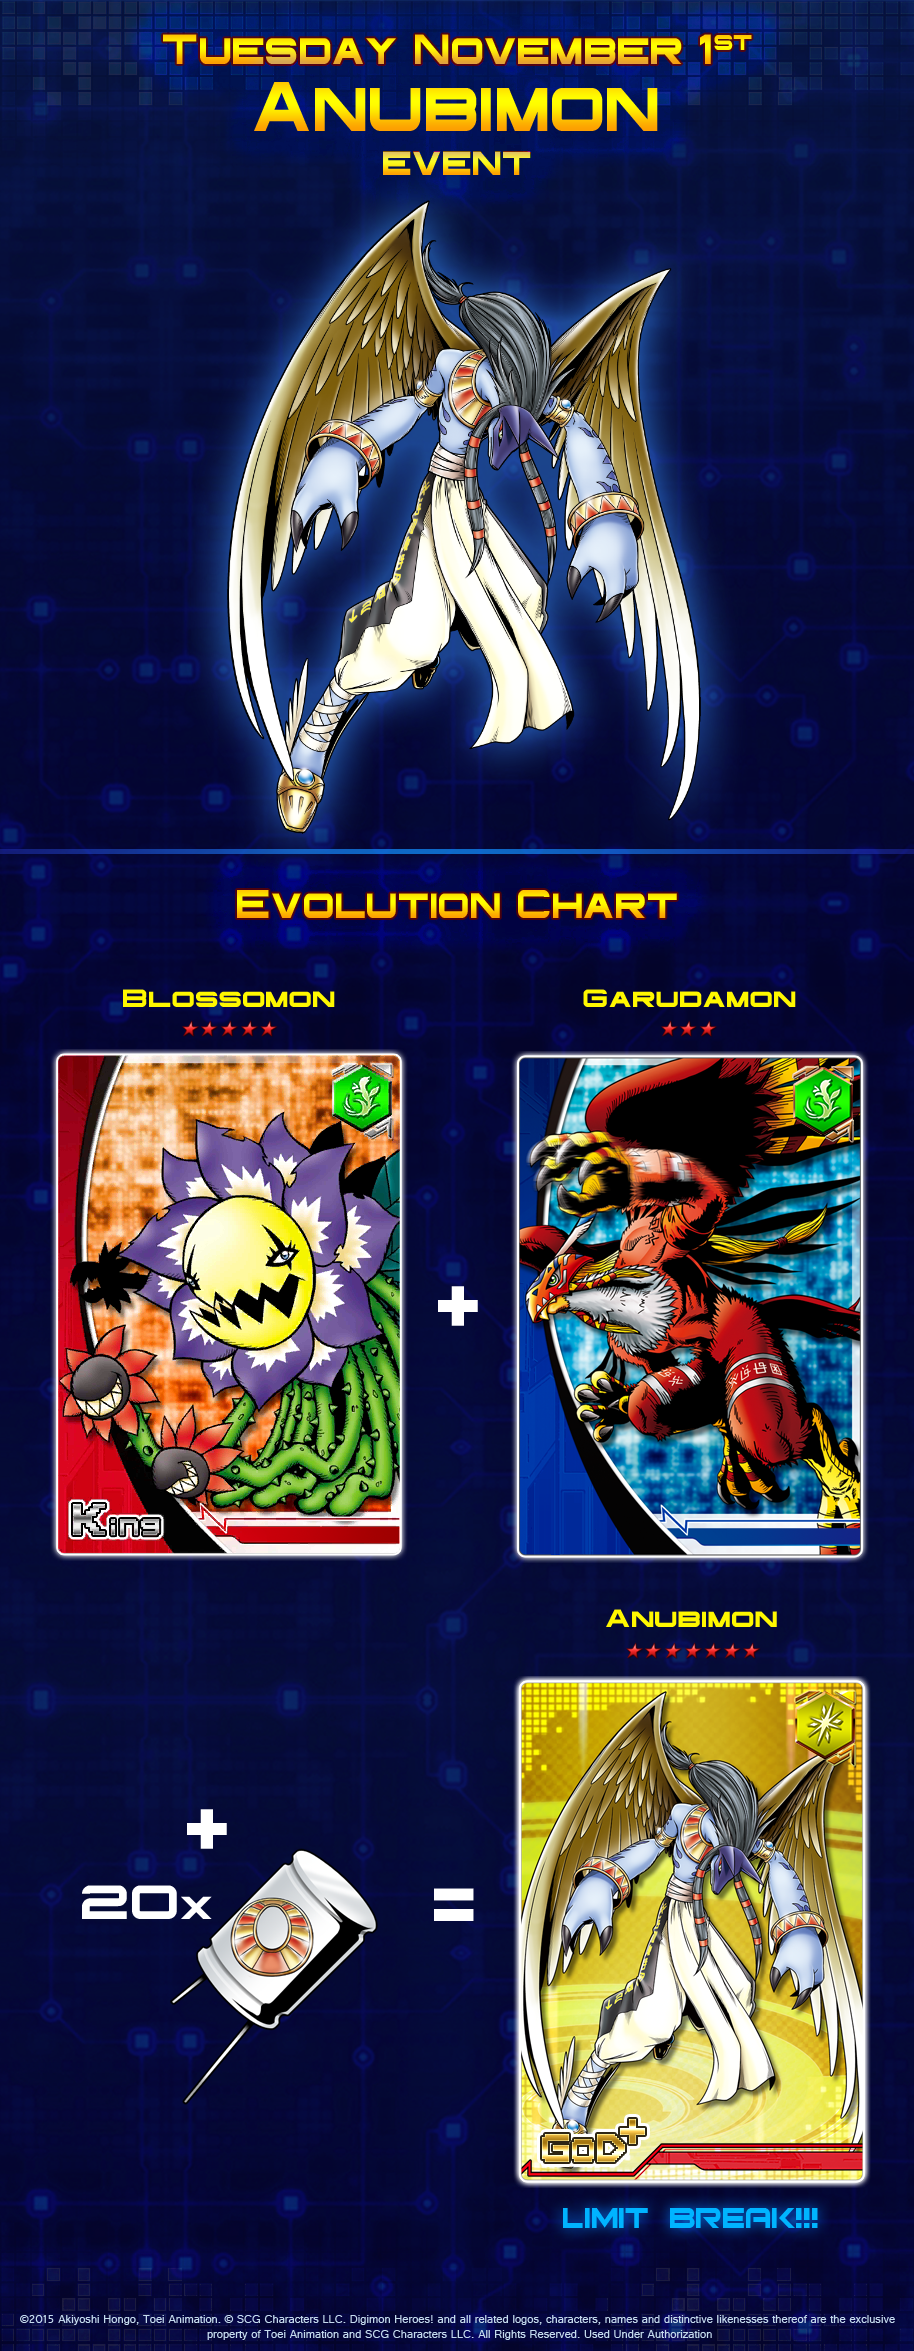 Tuesday November 1st
Anubimon
Event
Evolution Chart
Blossomon
Garudamon
King
+
+
Anubimon
20x
=
GOD+
LIMIT BREAK!!!
©2015 Akiyoshi Hongo, Toei Animation. © SCG Characters LLC. Digimon Heroes! and all related logos, characters, names and distinctive likenesses thereof are the exclusive
property of Toei Animation and SCG Characters LLC. All Rights Reserved. Used Under Authorization